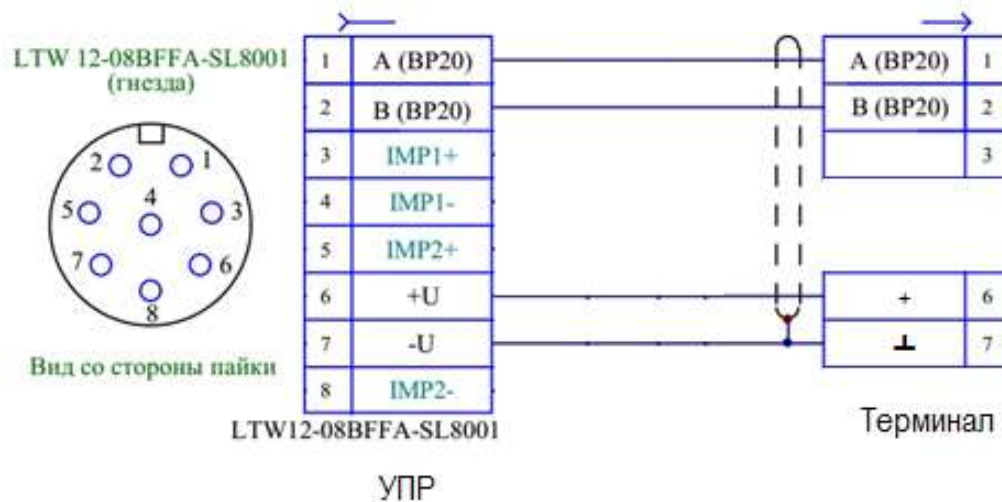 LTW 12-08BFFA-SL8001
(гнезда)
2
1
4
5
3
7
6
8
Вид со стороны пайки
1 A (BP20)
2 B (BP20)
3 IMP1+
4 IMP1-
5 IMP2+
6 +U
7 -U
8 IMP2-
LTW12-08BFFA-SL8001
УПР
A (BP20) 1
B (BP20) 2
3
+ 6
⊥ 7
Терминал